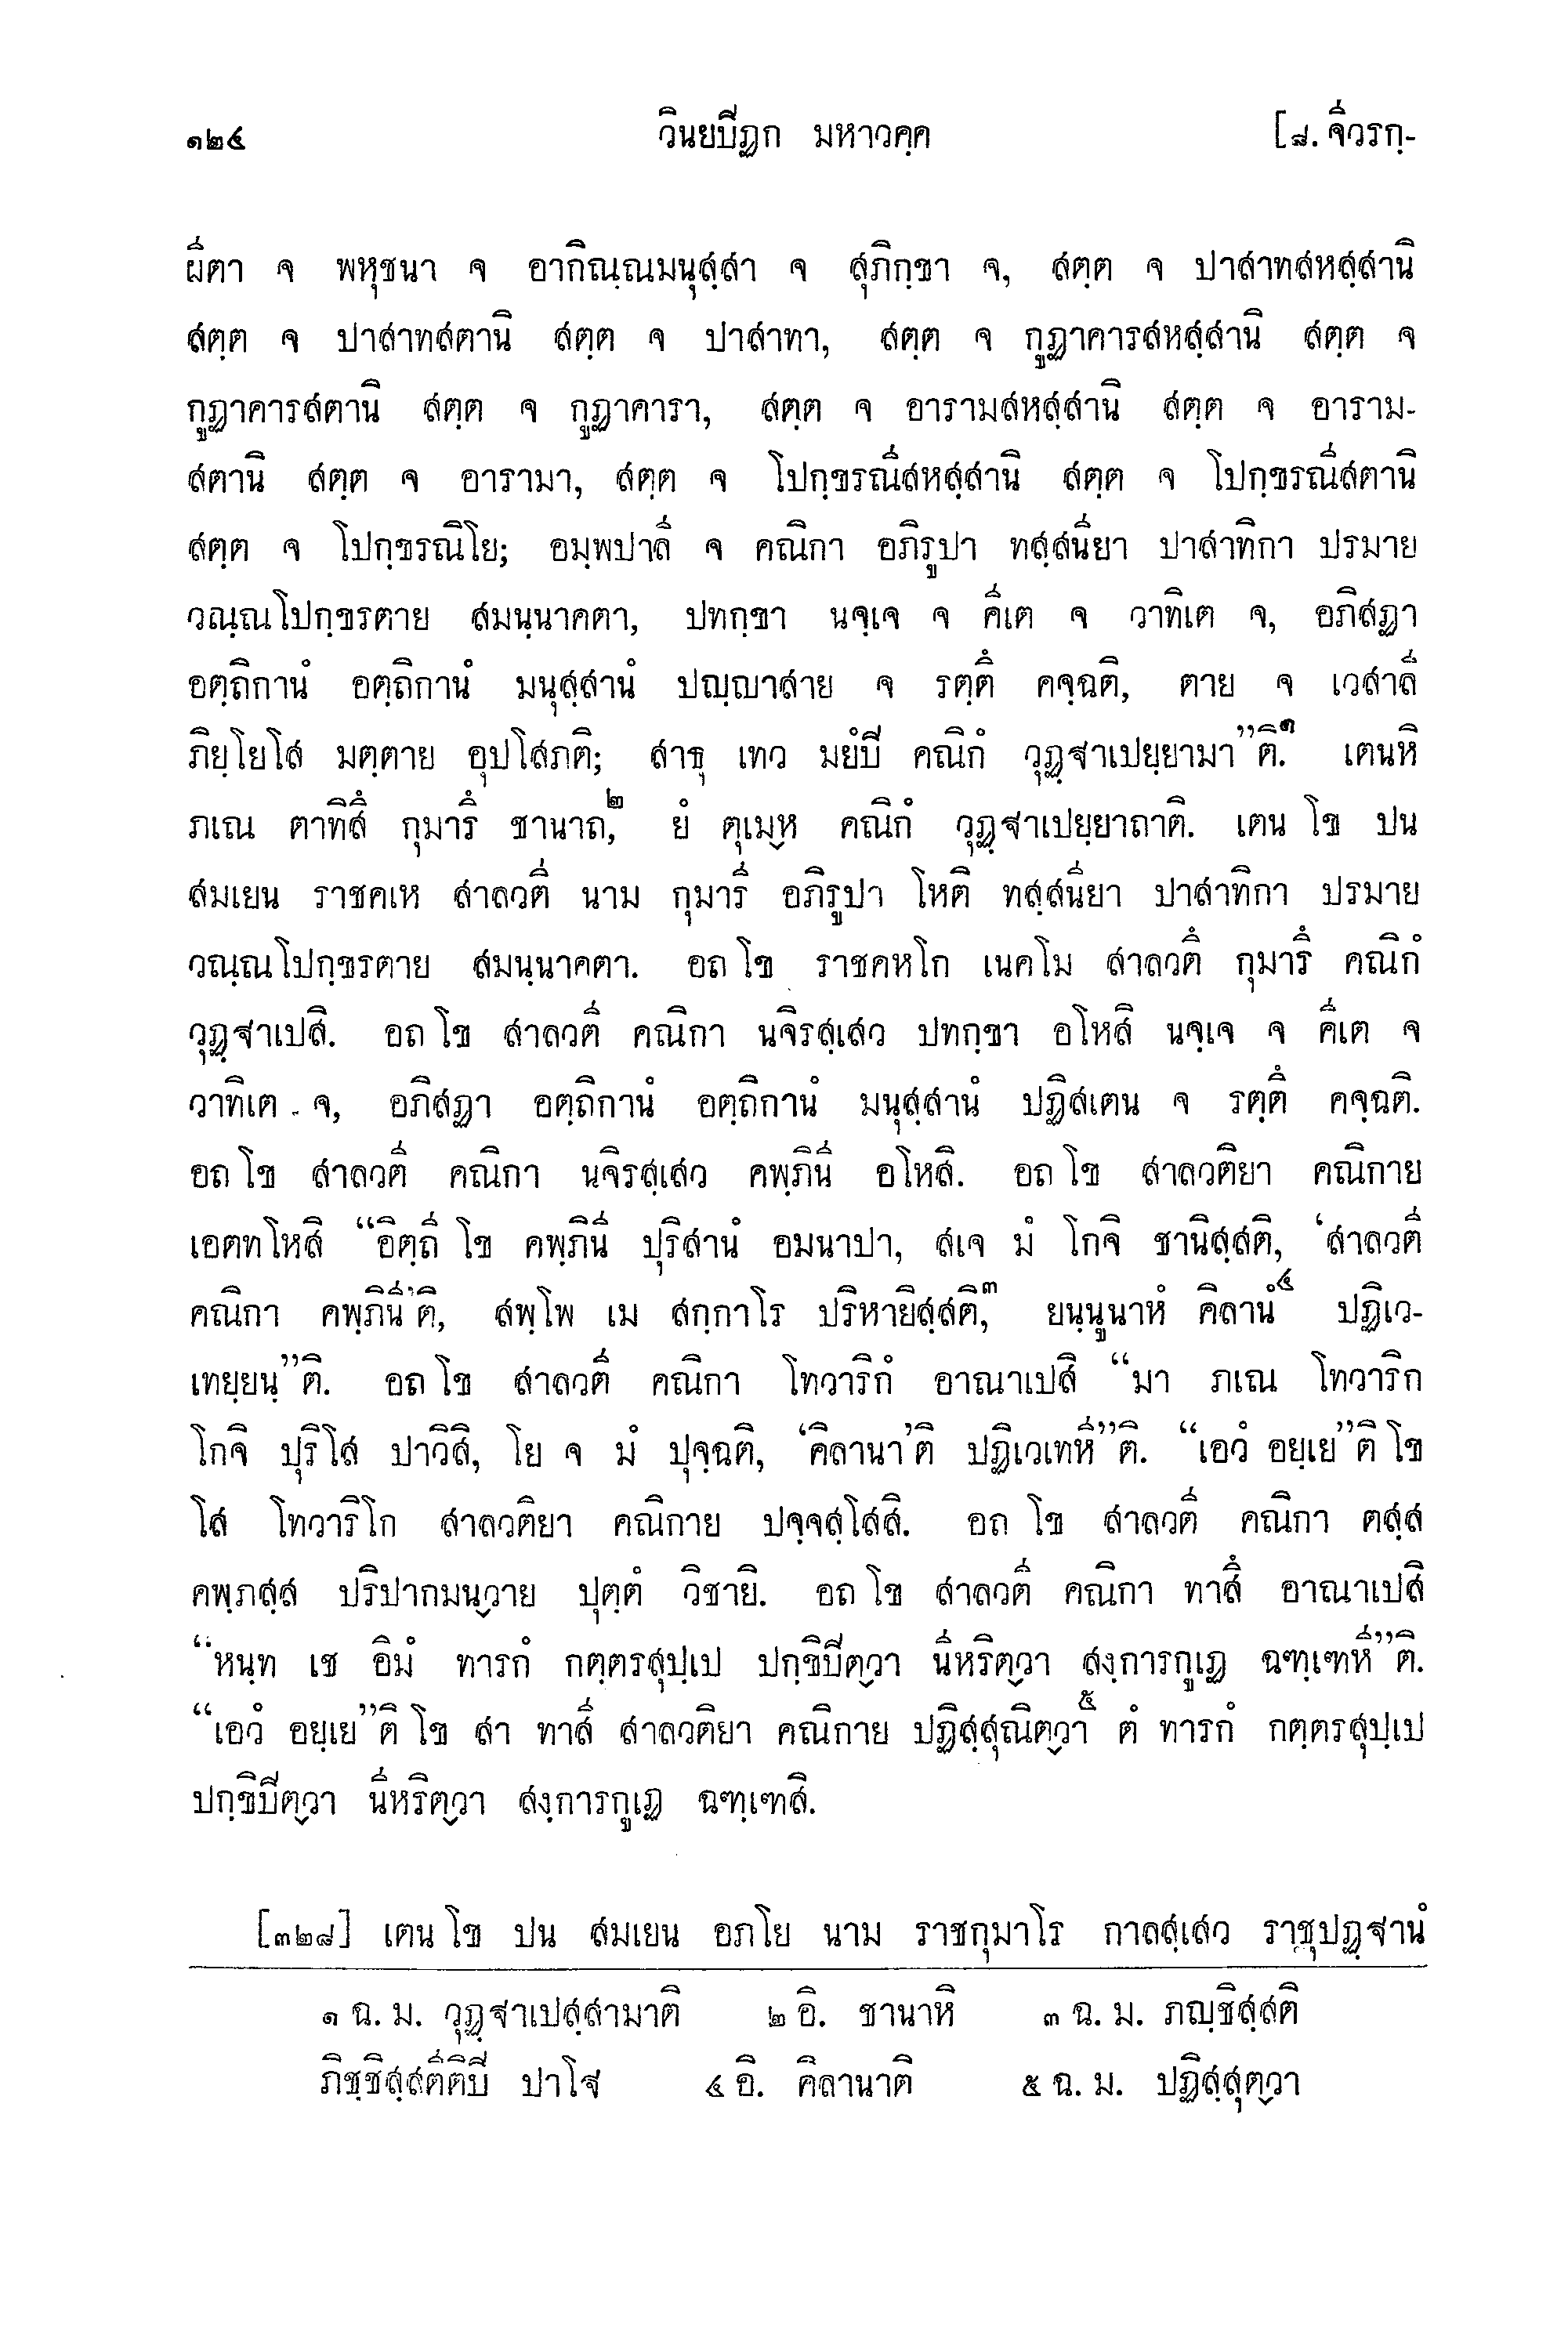 ๑๒๔ วินยปิฏก มหาวคฺค [๘. จีวรกฺ-
ผีตา จ พหุชนา จ อากิณฺณมนุสฺสา จ สุภิกฺขา จ, สตฺต จ ปาสาทสหสฺสานิ
สตฺต จ ปาสาทสตานิ สตฺต จ ปาสาทา, สตฺต จ กูฏาคารสหสฺสานิ สตฺต จ
กูฏาคารสตานิ สตฺต จ กูฏาคารา, สตฺต จ อารามสหสฺสานิ สตฺต จ อาราม-
สตานิ สตฺต จ อารามา, สตฺต จ โปกฺขรณีสหสฺสานิ สตฺต จ โปกฺขรณีสตานิ
สตฺต จ โปกฺขรณิโย; อมฺพปาลี จ คณิกา อภิรูปา ทสฺสนียา ปาสาทิกา ปรมาย
วณฺณโปกฺขรตาย สมนฺนาคตา, ปทกฺขา นจฺเจ จ คีเต จ วาทิเต จ, อภิสฏา
อตฺถิกานํ อตฺถิกานํ มนุสฺสานํ ปญฺญาสาย จ รตฺตึ คจฺฉติ, ตาย จ เวสาลี
ภิยฺโยโส มตฺตาย อุปโสภติ; สาธุ เทว มยํปิ คณิกํ วุฏฺฐาเปยฺยามา”ติ.๑ เตนหิ
ภเณ ตาทิสึ กุมารึ ชานาถ,๒ ยํ ตุเมฺห คณิกํ วุฏฺฐาเปยฺยาถาติ. เตน โข ปน
สมเยน ราชคเห สาลวตี นาม กุมารี อภิรูปา โหติ ทสฺสนียา ปาสาทิกา ปรมาย
วณฺณโปกฺขรตาย สมนฺนาคตา. อถ โข ราชคหโก เนคโม สาลวตึ กุมารึ คณิกํ
วุฏฺฐาเปสิ. อถ โข สาลวตี คณิกา นจิรสฺเสว ปทกฺขา อโหสิ นจฺเจ จ คีเต จ
วาทิเต จ, อภิสฏา อตฺถิกานํ อตฺถิกานํ มนุสฺสานํ ปฏิสเตน จ รตฺตึ คจฺฉติ.
อถ โข สาลวตี คณิกา นจิรสฺเสว คพฺภินี อโหสิ. อถ โข สาลวติยา คณิกาย
เอตทโหสิ “อิตฺถี โข คพฺภินี ปุริสานํ อมนาปา, สเจ มํ โกจิ ชานิสฺสติ, ‘สาลวตี
คณิกา คพฺภินี’ติ, สพฺโพ เม สกฺกาโร ปริหายิสฺสติ,๓ ยนฺนูนาหํ คิลานํ๔ ปฏิเว-
เทยฺยนฺ”ติ. อถ โข สาลวตี คณิกา โทวาริกํ อาณาเปสิ “มา ภเณ โทวาริก
โกจิ ปุริโส ปาวิสิ, โย จ มํ ปุจฺฉติ, ‘คิลานา’ติ ปฏิเวเทหี”ติ. “เอวํ อยฺเย”ติ โข
โส โทวาริโก สาลวติยา คณิกาย ปจฺจสฺโสสิ. อถ โข สาลวตี คณิกา ตสฺส
คพฺภสฺส ปริปากมนฺวาย ปุตฺตํ วิชายิ. อถ โข สาลวตี คณิกา ทาสึ อาณาเปสิ
“หนฺท เช อิมํ ทารกํ กตฺตรสุปฺเป ปกฺขิปิตฺวา นีหริตฺวา สงฺการกูเฏ ฉฑฺเฑหี”ติ.
“เอวํ อยฺเย”ติ โข สา ทาสี สาลวติยา คณิกาย ปฏิสฺสุณิตฺวา๕ ตํ ทารกํ กตฺตรสุปฺเป
ปกฺขิปิตฺวา นีหริตฺวา สงฺการกูเฏ ฉฑฺเฑสิ.
[๓๒๘] เตน โข ปน สมเยน อภโย นาม ราชกุมาโร กาลสฺเสว ราชุปฏฺฐานํ
๑ ฉ. ม. วุฏฺฐาเปสฺสามาติ ๒ อิ. ชานาหิ ๓ ฉ. ม. ภญฺชิสฺสติ
ภิชฺชิสฺสตีติปิ ปาโฐ ๔ อิ. คิลานาติ ๕ ฉ. ม. ปฏิสฺสุตฺวา